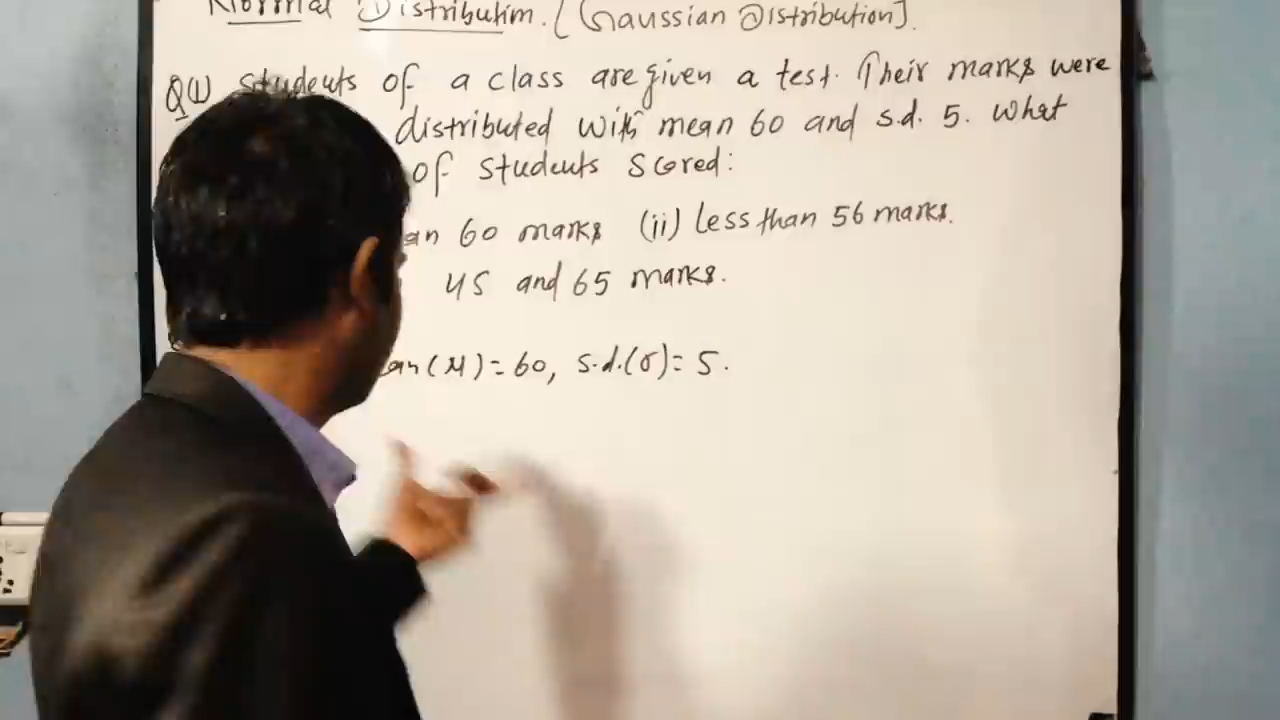 Normal Distribution. [Gaussian Distribution].
Q(1) Students of a class are given a test. Their marks were
distributed with mean 60 and s.d. 5. What
of students scored:
an 60 marks (ii) less than 56 marks.
45 and 65 marks.
an (μ) = 60, s.d.(σ) = 5.